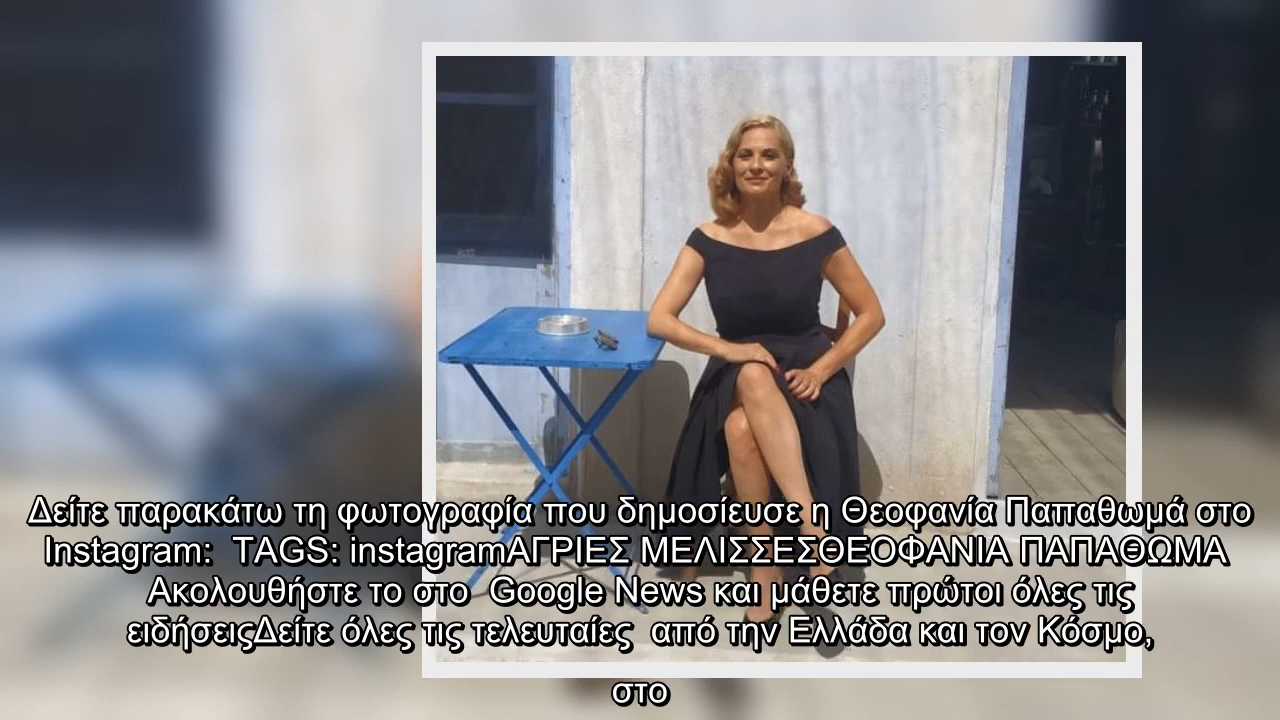 Δείτε παρακάτω τη φωτογραφία που δημοσίευσε η Θεοφανία Παπαθωμά στο
Instagram:  TAGS: instagramΑΓΡΙΕΣ ΜΕΛΙΣΣΕΣΘΕΟΦΑΝΙΑ ΠΑΠΑΘΩΜΑ
Ακολουθήστε το στο  Google News και μάθετε πρώτοι όλες τις
ειδήσειςΔείτε όλες τις τελευταίες  από την Ελλάδα και τον Κόσμο,
στο